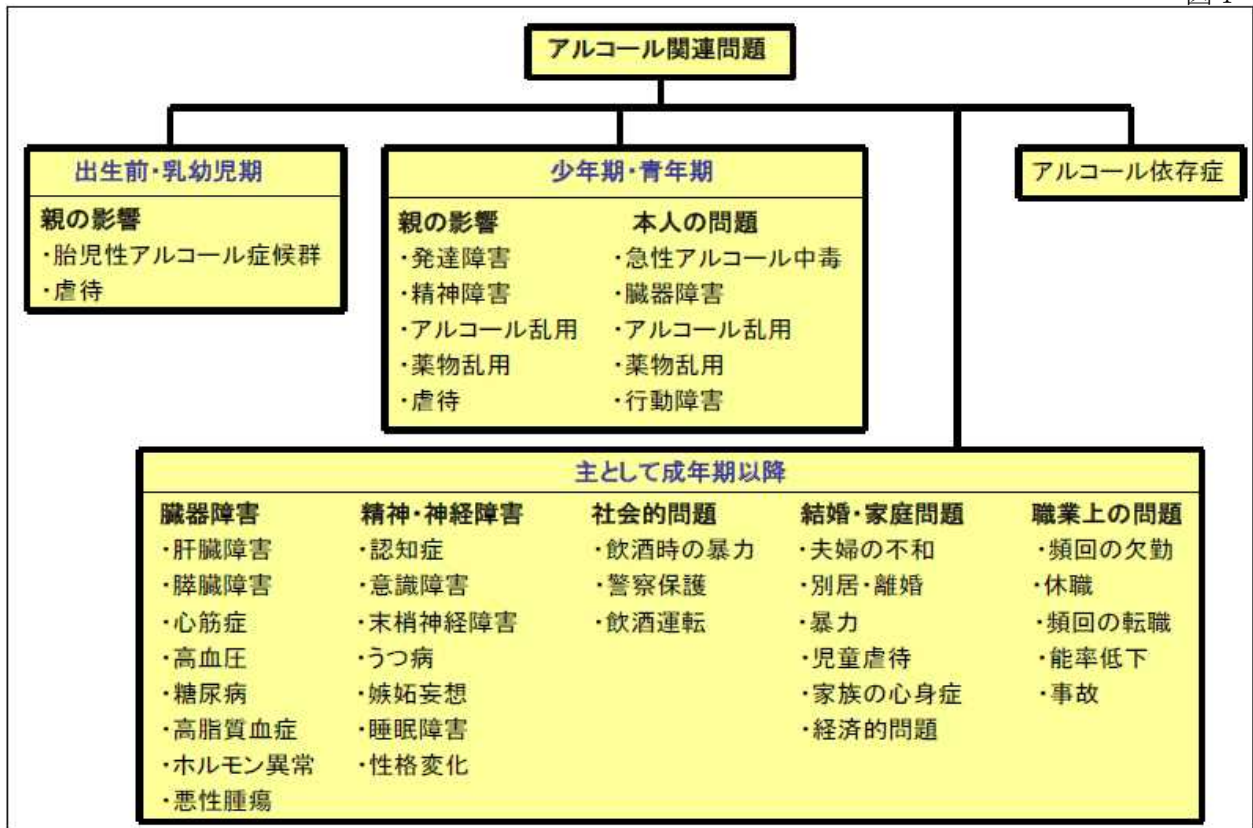 図1
アルコール関連問題
出生前・乳幼児期
親の影響
・胎児性アルコール症候群
・虐待
少年期・青年期
親の影響
・発達障害
・精神障害
・アルコール乱用
・薬物乱用
・虐待
本人の問題
・急性アルコール中毒
・臓器障害
・アルコール乱用
・薬物乱用
・行動障害
アルコール依存症
主として成年期以降
臓器障害
・肝臓障害
・膵臓障害
・心筋症
・高血圧
・糖尿病
・高脂質血症
・ホルモン異常
・悪性腫瘍
精神・神経障害
・認知症
・意識障害
・末梢神経障害
・うつ病
・嫉妬妄想
・睡眠障害
・性格変化
社会的問題
・飲酒時の暴力
・警察保護
・飲酒運転
結婚・家庭問題
・夫婦の不和
・別居・離婚
・暴力
・児童虐待
・家族の心身症
・経済的問題
職業上の問題
・頻回の欠勤
・休職
・頻回の転職
・能率低下
・事故